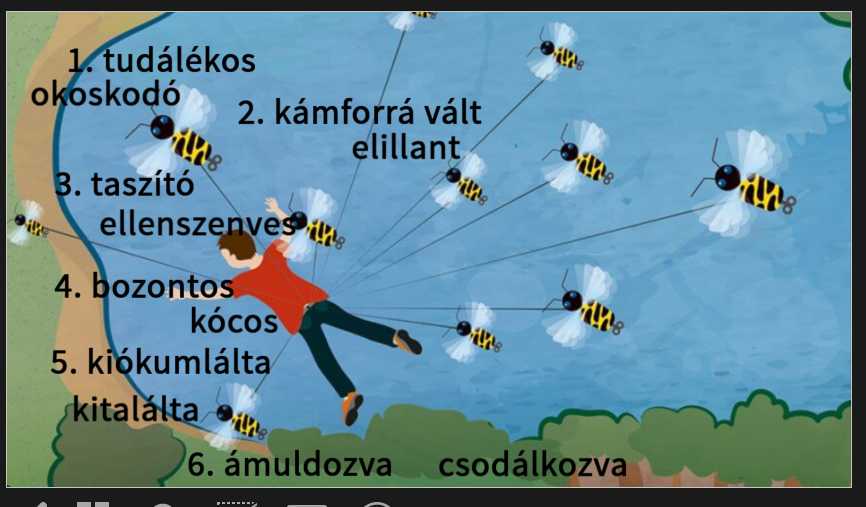 1. tudálékos
okoskodó
2. kámforrá vált
elillant
3. taszító
ellenszenves
4. bozontos
kócos
5. kiókumlálta
kitalálta
6. ámuldozva csodálkozva